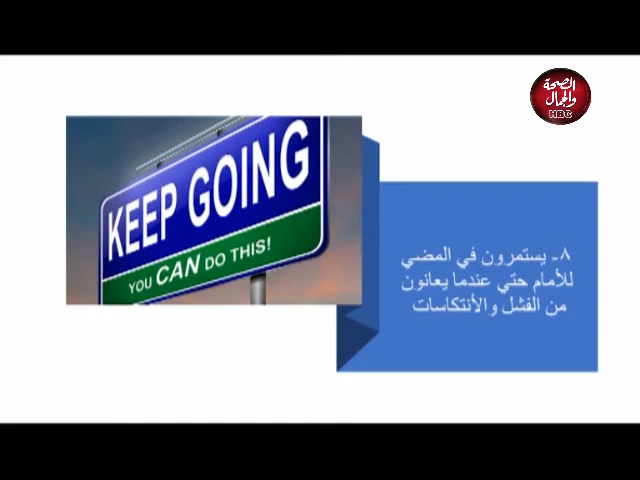 الصحة
والجمال
HBC
KEEP GOING
YOU CAN DO THIS!
٨- يستمرون في المضي
للأمام حتي عندما يعانون
من الفشل والأنتكاسات